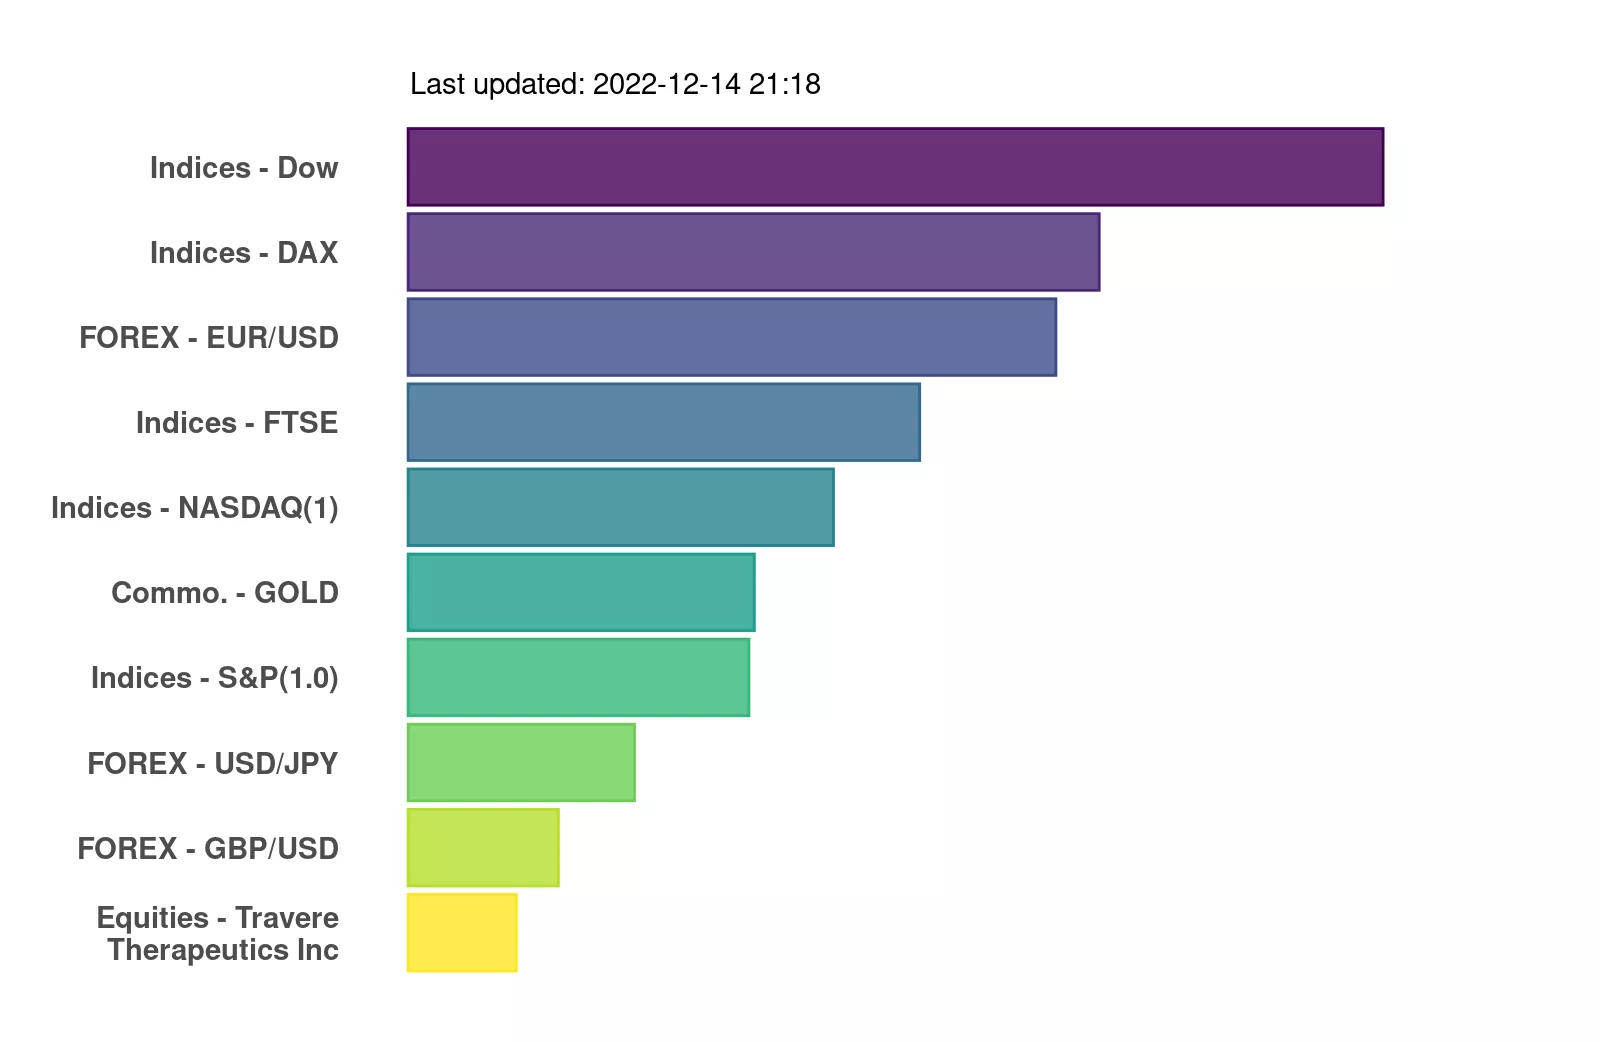 Last updated: 2022-12-14 21:18
Indices - Dow
Indices - DAX
FOREX - EUR/USD
Indices - FTSE
Indices - NASDAQ(1)
Commo. - GOLD
Indices - S&P(1.0)
FOREX - USD/JPY
FOREX - GBP/USD
Equities - Travere
Therapeutics Inc